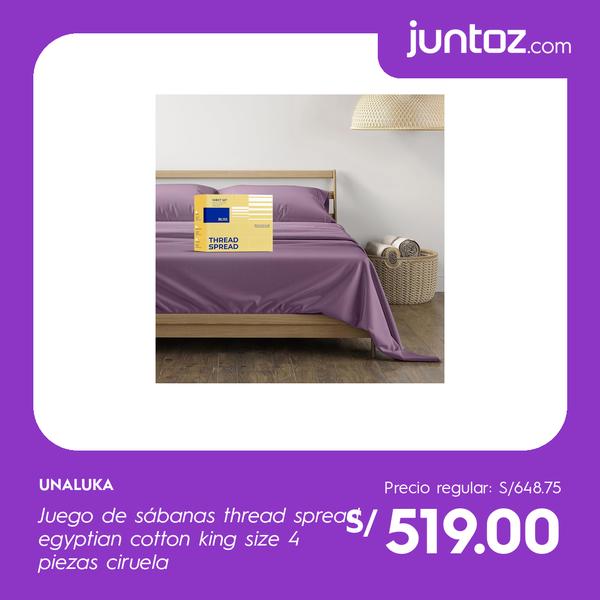 juntoz.com
SHEET SET
THREAD
SPREAD
UNALUKA
Juego de sábanas thread spread
egyptian cotton king size 4
piezas ciruela
Precio regular: S/648.75
S/ 519.00